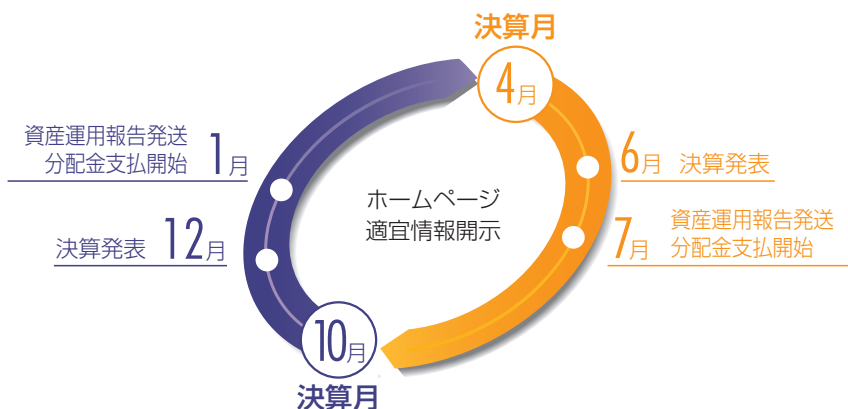 決算月
4月
6月 決算発表
7月 資産運用報告発送
分配金支払開始
10月
決算月
12月 決算発表
1月 資産運用報告発送
分配金支払開始
ホームページ
適宜情報開示